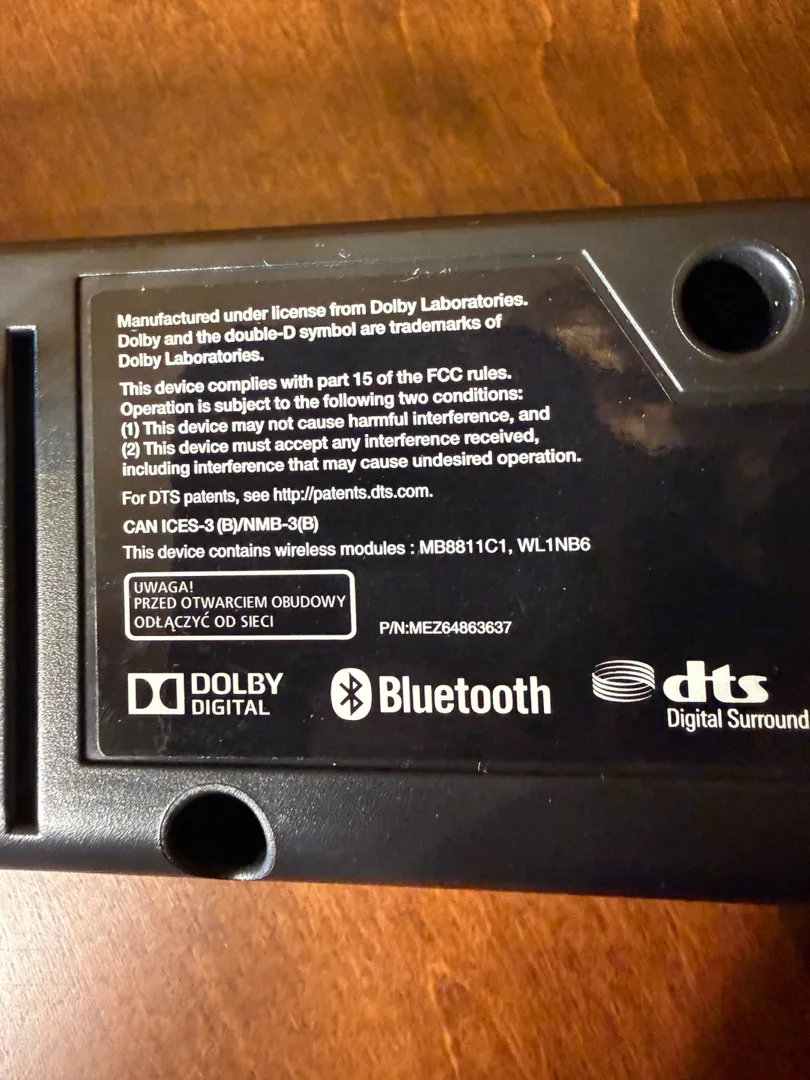 Manufactured under license from Dolby Laboratories.
Dolby and the double-D symbol are trademarks of
Dolby Laboratories.
This device complies with part 15 of the FCC rules.
Operation is subject to the following two conditions:
(1) This device may not cause harmful interference, and
(2) This device must accept any interference received,
including interference that may cause undesired operation.
For DTS patents, see http://patents.dts.com.
CAN ICES-3 (B)/NMB-3(B)
This device contains wireless modules : MB8811C1, WL1NB6
UWAGA!
PRZED OTWARCIEM OBUDOWY
ODŁĄCZYĆ OD SIECI
P/N:MEZ64863637
DOLBY
DIGITAL
Bluetooth
dts
Digital Surround